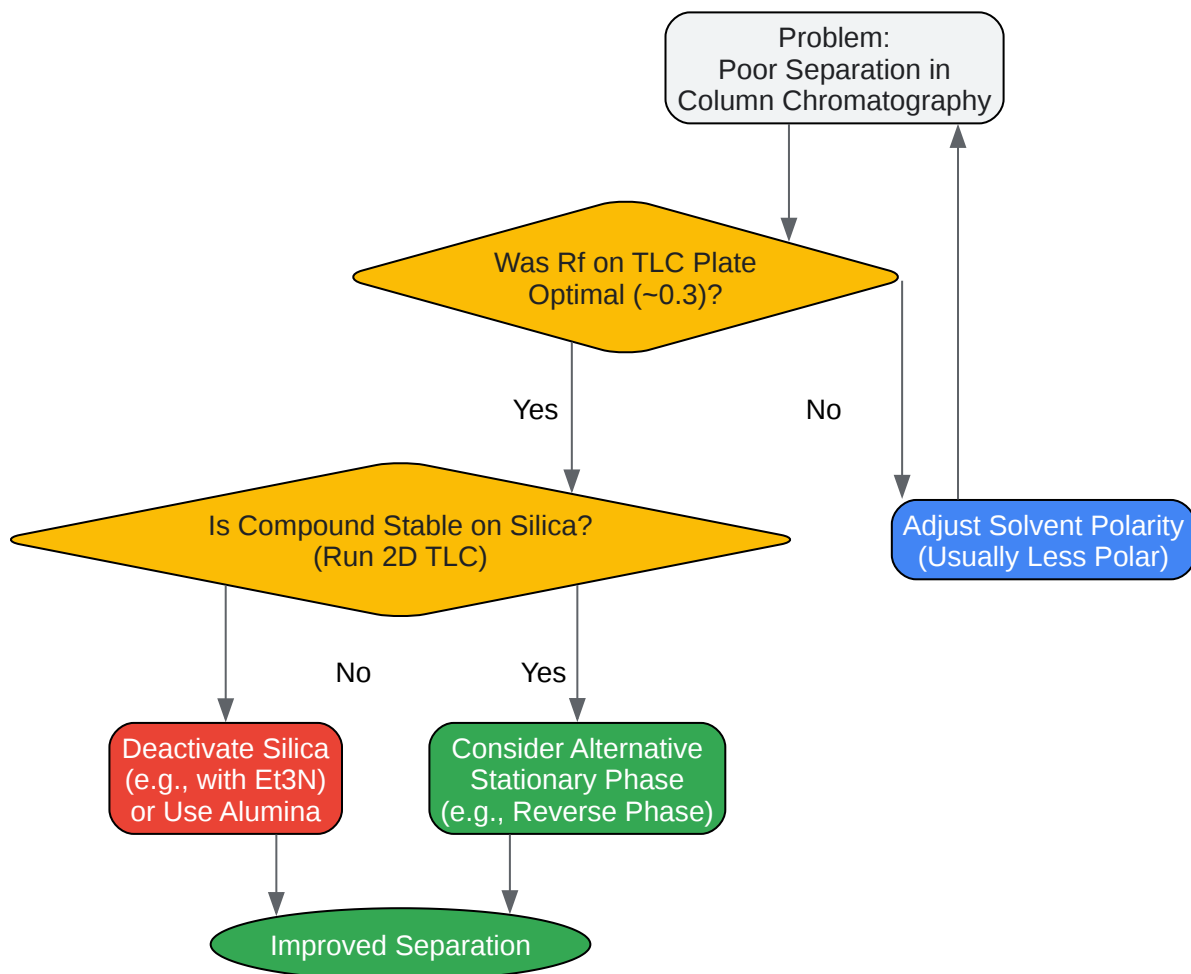 Problem:
Poor Separation in
Column Chromatography
Was Rf on TLC Plate
Optimal (~0.3)?
Yes
No
Is Compound Stable on Silica?
(Run 2D TLC)
Adjust Solvent Polarity
(Usually Less Polar)
No
Yes
Deactivate Silica
(e.g., with Et3N)
or Use Alumina
Consider Alternative
Stationary Phase
(e.g., Reverse Phase)
Improved Separation